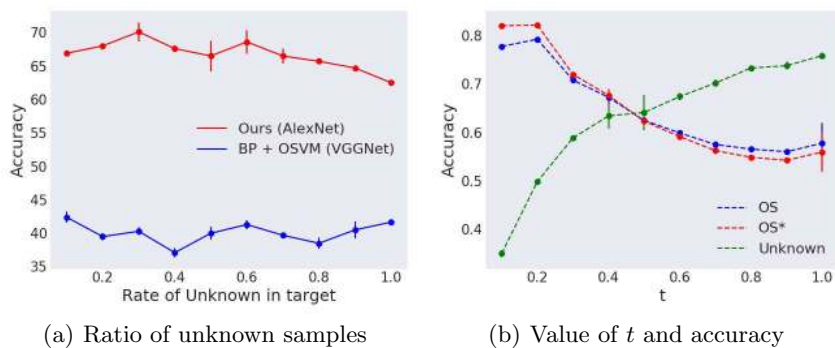 70
65
60
55
50
45
40
35
Accuracy
Ours (AlexNet)
BP + OSVM (VGGNet)
0.2 0.4 0.6 0.8 1.0
Rate of Unknown in target
(a) Ratio of unknown samples
0.8
0.7
0.6
0.5
0.4
Accuracy
OS
OS*
Unknown
0.2 0.4 0.6 0.8 1.0
t
(b) Value of t and accuracy